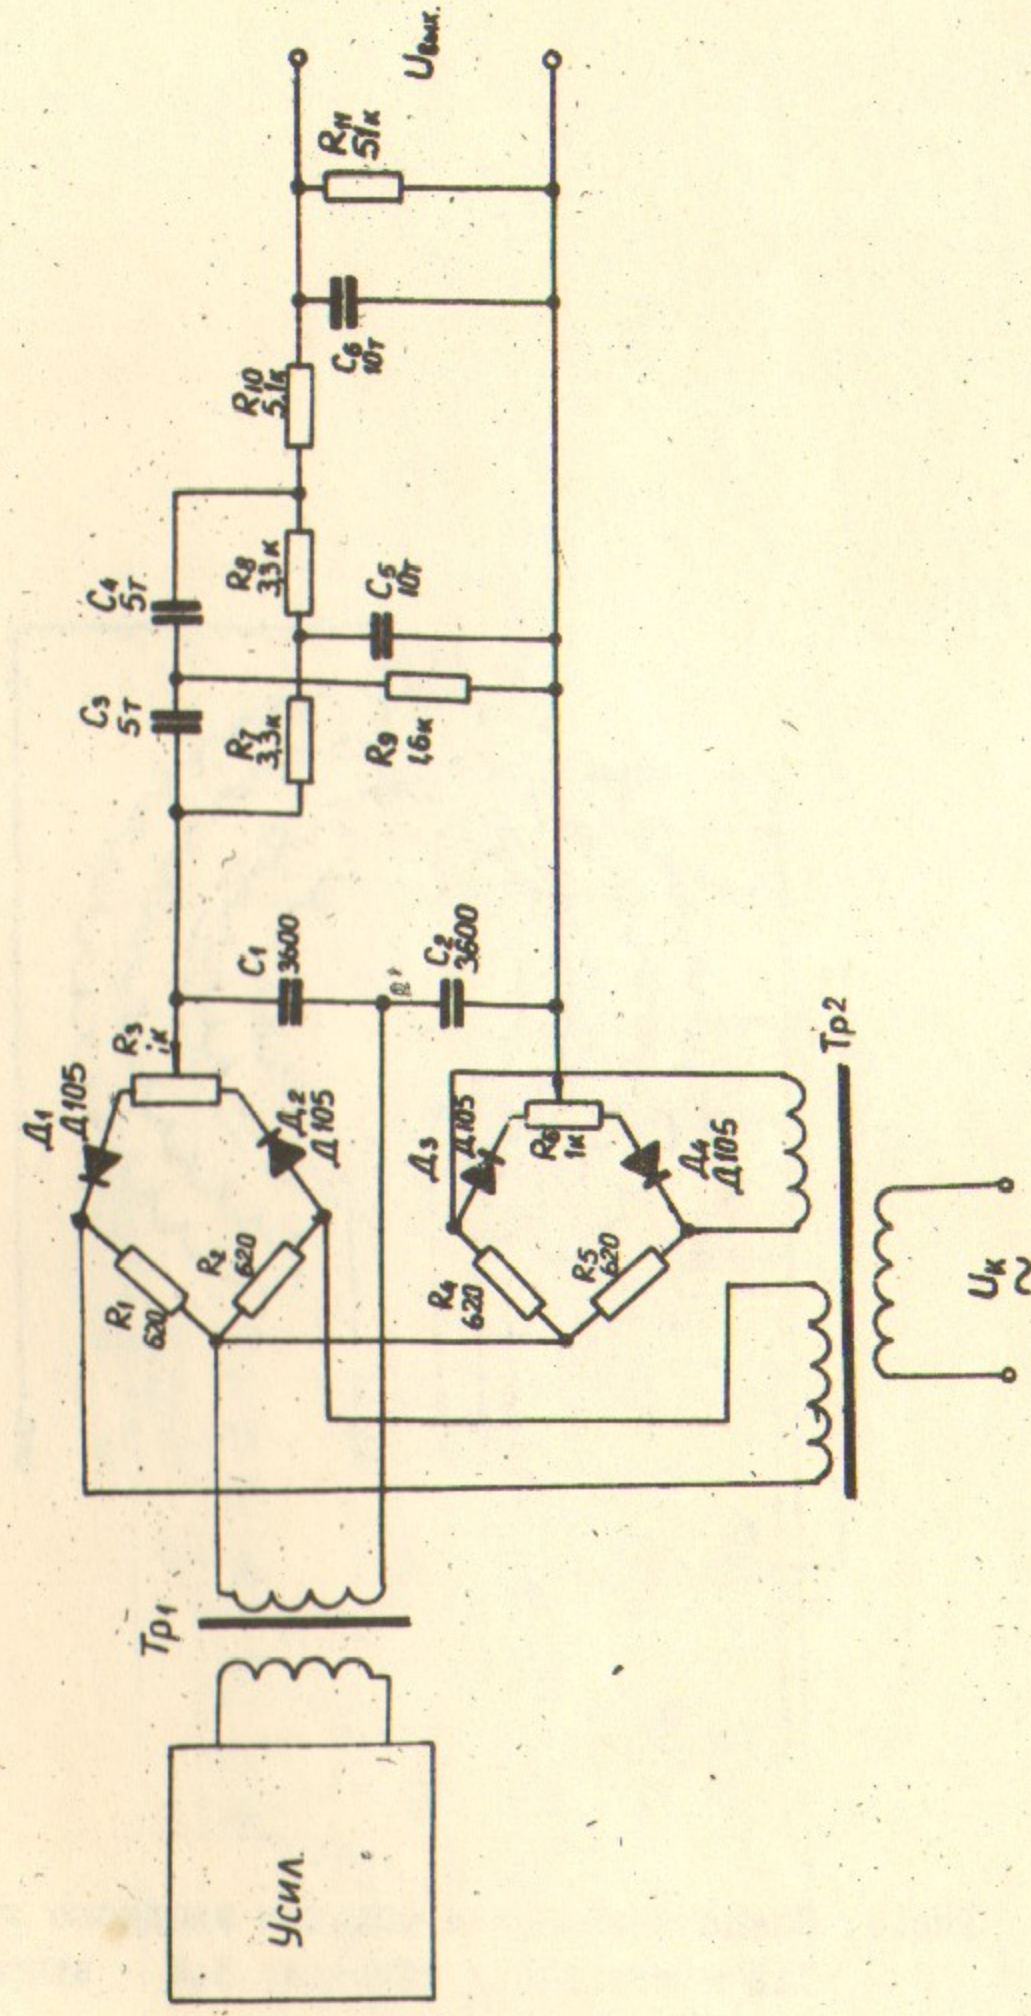 Усил
Тр1
R1
620
R2
620
Д1
Д105
Д2
Д105
R3
1к
R4
620
R5
620
Д3
Д105
Д4
Д105
R6
1к
Тр2
Uк
~
C1
3600
C2
3600
C3
5т
C4
5т
R7
3,3к
R8
3,3к
R9
1,6к
C5
10т
R10
5,1к
C6
10т
R11
51к
Uвых.